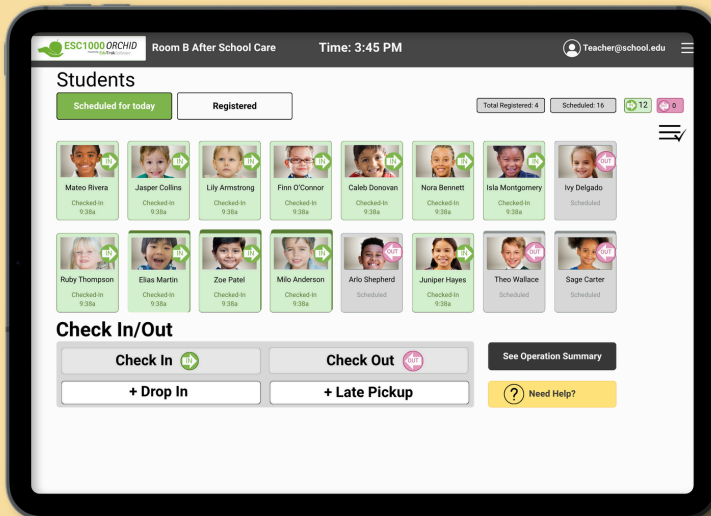 ESC1000 ORCHID
Room B After School Care
Time: 3:45 PM
Teacher@school.edu
Students
Scheduled for today
Registered
Total Registered: 4
Scheduled: 16
12
0
IN
IN
IN
IN
IN
IN
IN
OUT
Mateo Rivera
Jasper Collins
Lily Armstrong
Finn O'Connor
Caleb Donovan
Nora Bennett
Isla Montgomery
Ivy Delgado
Checked-In
Checked-In
Checked-In
Checked-In
Checked-In
Checked-In
Checked-In
Scheduled
9:38a
9:38a
9:38a
9:38a
9:38a
9:38a
9:38a
IN
IN
IN
IN
OUT
IN
OUT
OUT
Ruby Thompson
Elias Martin
Zoe Patel
Milo Anderson
Arlo Shepherd
Juniper Hayes
Theo Wallace
Sage Carter
Checked-In
Checked-In
Checked-In
Checked-In
Scheduled
Checked-In
Scheduled
Scheduled
9:38a
9:38a
9:38a
9:38a
9:38a
Check In/Out
Check In IN
Check Out OUT
See Operation Summary
+ Drop In
+ Late Pickup
? Need Help?